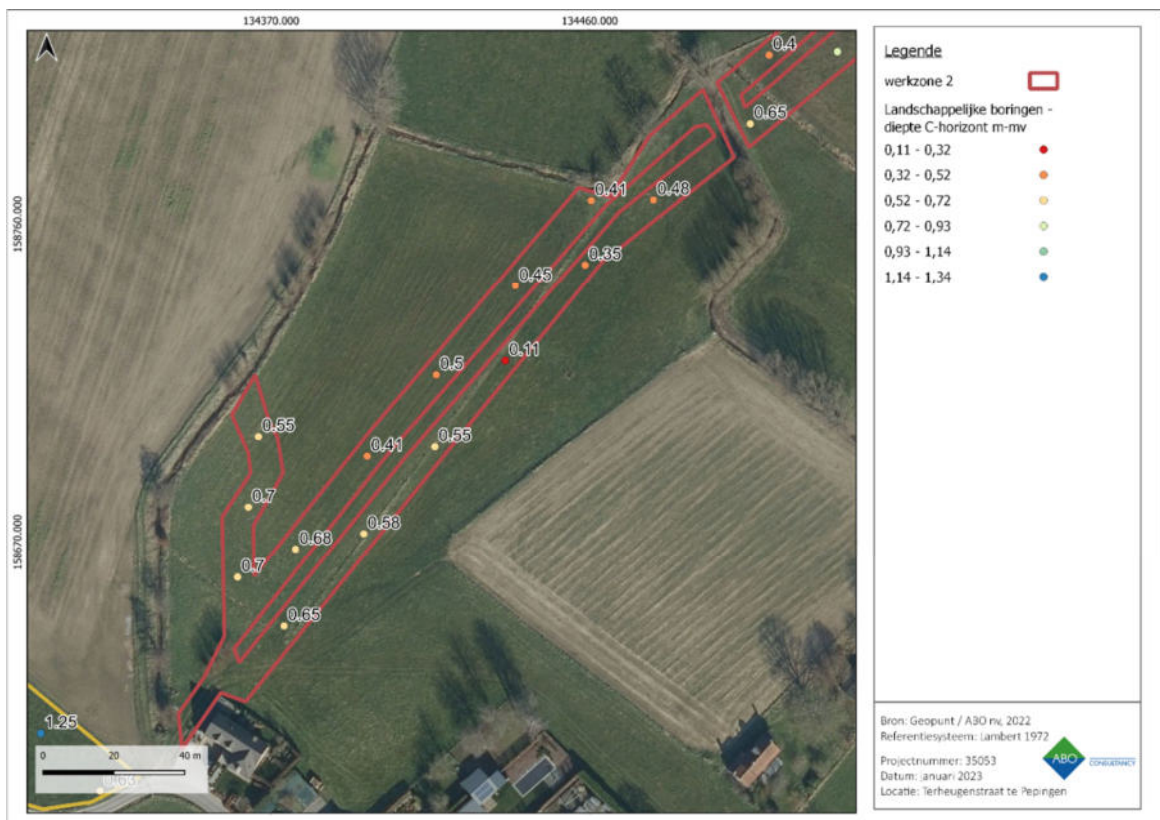 134370.000
134460.000
158760.000
158670.000
0.4
0.65
0.41
0.48
0.35
0.45
0.11
0.5
0.55
0.41
0.55
0.7
0.58
0.68
0.7
0.65
1.25
0.63
0 20 40 m
Legende
werkzone 2
Landschappelijke boringen -
diepte C-horizont m-mv
0,11 - 0,32
0,32 - 0,52
0,52 - 0,72
0,72 - 0,93
0,93 - 1,14
1,14 - 1,34
Bron: Geopunt / ABO nv, 2022
Referentiesysteem: Lambert 1972
Projectnummer: 35053
Datum: januari 2023
Locatie: Terheugenstraat te Pepingen
ABO
CONSULTANCY